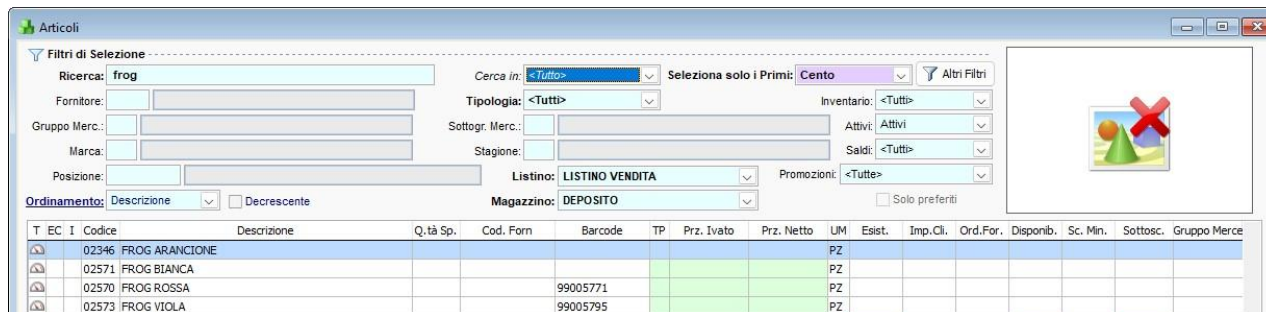 Articoli
Filtri di Selezione
Ricerca: frog Cerca in: <Tutto> Seleziona solo i Primi: Cento Altri Filtri
Fornitore: Tipologia: <Tutti> Inventario: <Tutti>
Gruppo Merc.: Sottogr. Merc.: Attivi: Attivi
Marca: Stagione: Saldi: <Tutti>
Posizione: Listino: LISTINO VENDITA Promozioni: <Tutte>
Ordinamento: Descrizione Decrescente Magazzino: DEPOSITO Solo preferiti
T EC I Codice Descrizione Q.tà Sp. Cod. Forn Barcode TP Prz. Ivato Prz. Netto UM Esist. Imp.Cli. Ord.For. Disponib. Sc. Min. Sottosc. Gruppo Merce
02346 FROG ARANCIONE PZ
02571 FROG BIANCA PZ
02570 FROG ROSSA 99005771 PZ
02573 FROG VIOLA 99005795 PZ